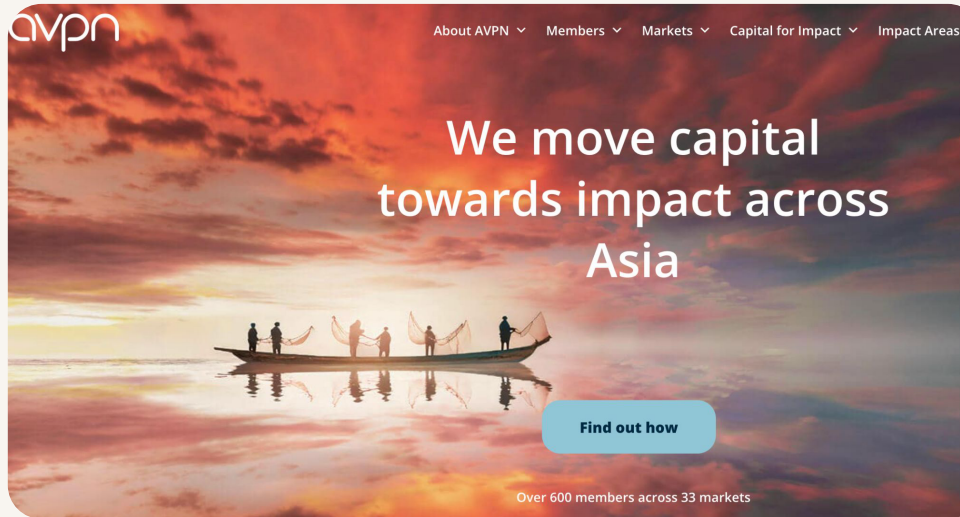 avpn
About AVPN Members Markets Capital for Impact Impact Areas
We move capital
towards impact across
Asia
Find out how
Over 600 members across 33 markets